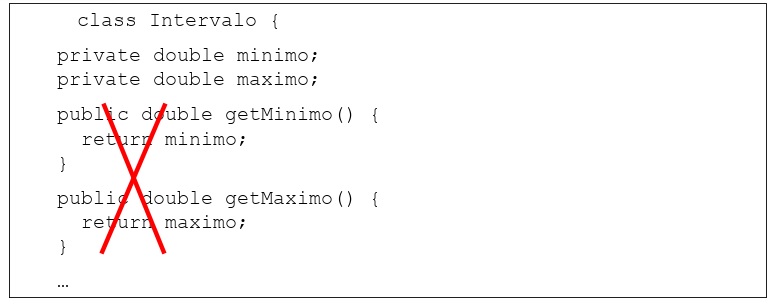 class Intervalo {
private double minimo;
private double maximo;
public double getMinimo() {
return minimo;
}
public double getMaximo() {
return maximo;
}
…